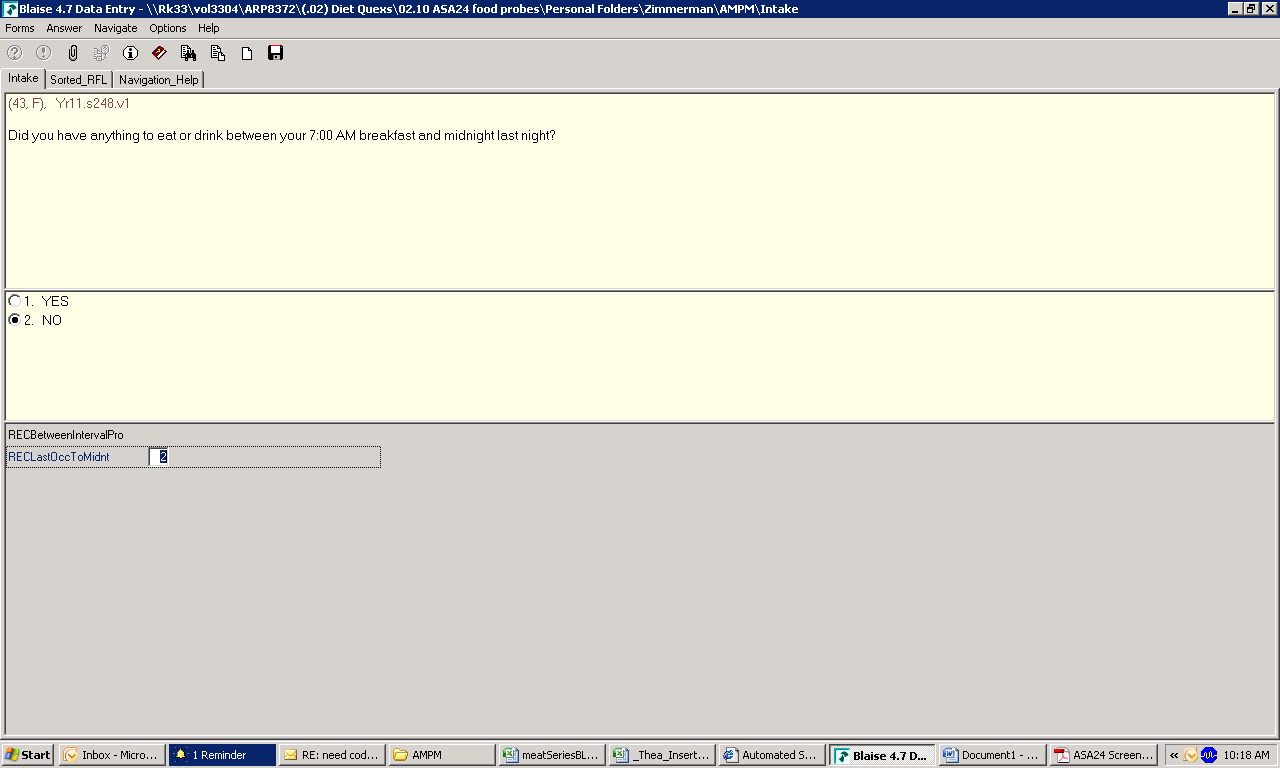 Blaise 4.7 Data Entry - \\Rk33\vol3304\ARP8372\(.02) Diet Quexs\02.10 ASA24 food probes\Personal Folders\Zimmerman\AMPM\Intake
Forms Answer Navigate Options Help
Intake Sorted_RFL Navigation_Help
(43, F), Yr11.s248.v1
Did you have anything to eat or drink between your 7:00 AM breakfast and midnight last night?
1. YES
2. NO
RECBetweenIntervalPro
RECLastOccToMidnt 2
Start Inbox - Micro... 1 Reminder RE: need cod... AMPM meatSeriesBL... _Thea_Insert... Automated S... Blaise 4.7 D... Document1 - ... ASA24 Screen... « 10:18 AM